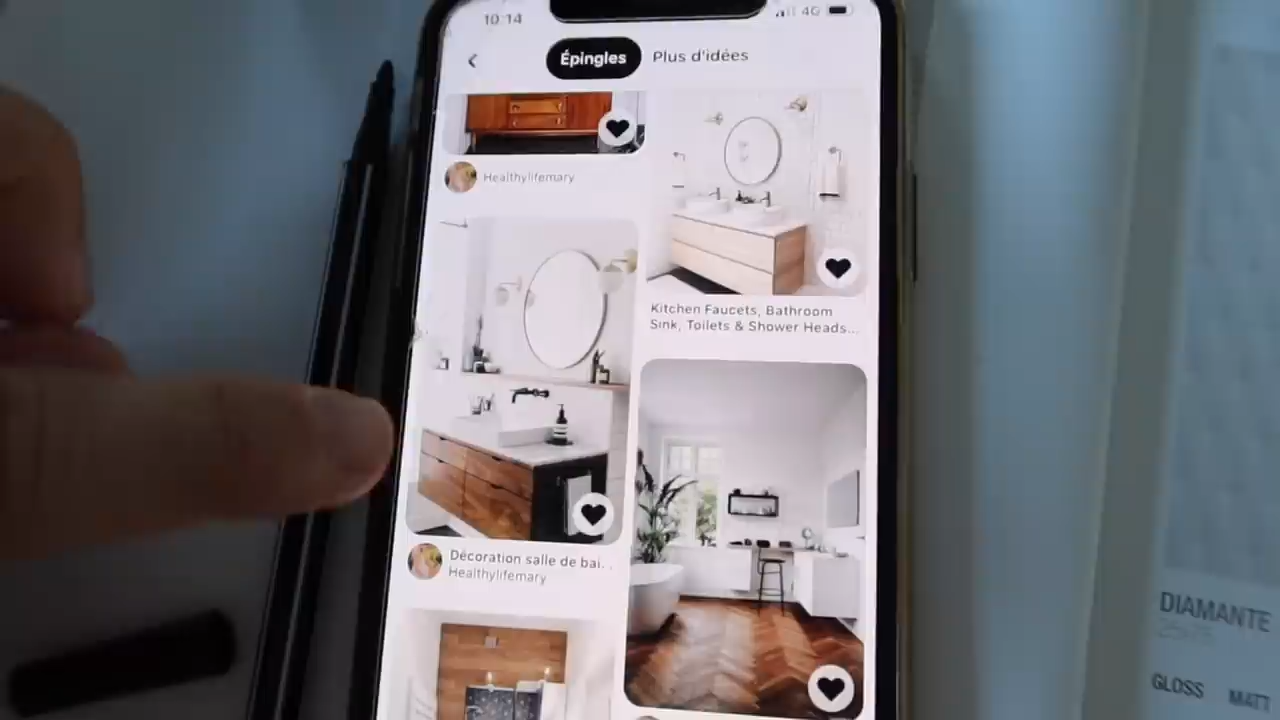 10:14
4G
Épingles
Plus d'idées
Healthylifemary
Kitchen Faucets, Bathroom
Sink, Toilets & Shower Heads...
Décoration salle de bai...
Healthylifemary
DIAMANTE
25x75
GLOSS MATT